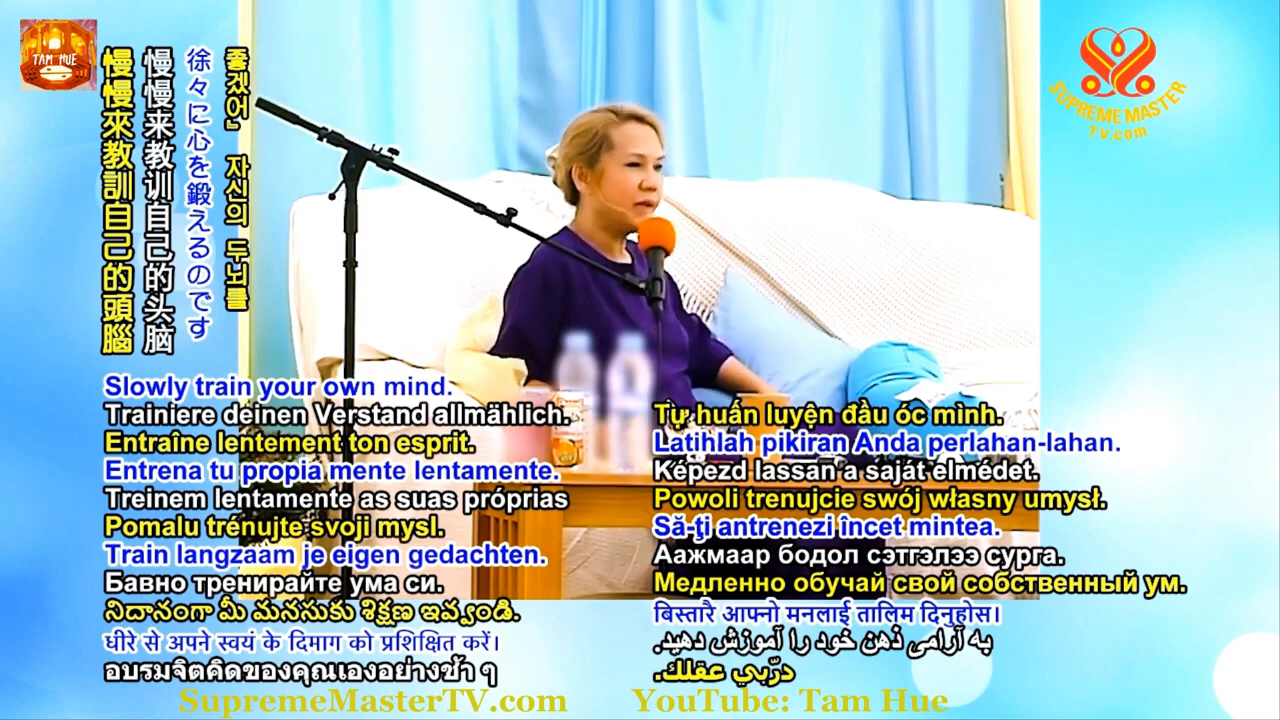 TAM HUE
SUPREME MASTER
TV.com
慢慢來教訓自己的頭腦
慢慢来教训自己的头脑
徐々に心を鍛えるのです
좋겠어』 자신의 두뇌를
Slowly train your own mind.
Trainiere deinen Verstand allmählich.
Entraîne lentement ton esprit.
Entrena tu propia mente lentamente.
Treinem lentamente as suas próprias
Pomalu trénujte svoji mysl.
Train langzaam je eigen gedachten.
Бавно тренирайте ума си.
నిదానంగా మీ మనసుకు శిక్షణ ఇవ్వండి.
धीरे से अपने स्वयं के दिमाग को प्रशिक्षित करें।
อบรมจิตคิดของคุณเองอย่างช้า ๆ
Tự huấn luyện đầu óc mình.
Latihlah pikiran Anda perlahan-lahan.
Képezd lassan a saját elmédet.
Powoli trenujcie swój własny umysł.
Să-ţi antrenezi încet mintea.
Аажмаар бодол сэтгэлээ сурга.
Медленно обучай свой собственный ум.
बिस्तारै आफ्नो मनलाई तालिम दिनुहोस।
به آرامی ذهن خود را آموزش دهید.
درّبي عقلك.
SupremeMasterTV.com
YouTube: Tam Hue